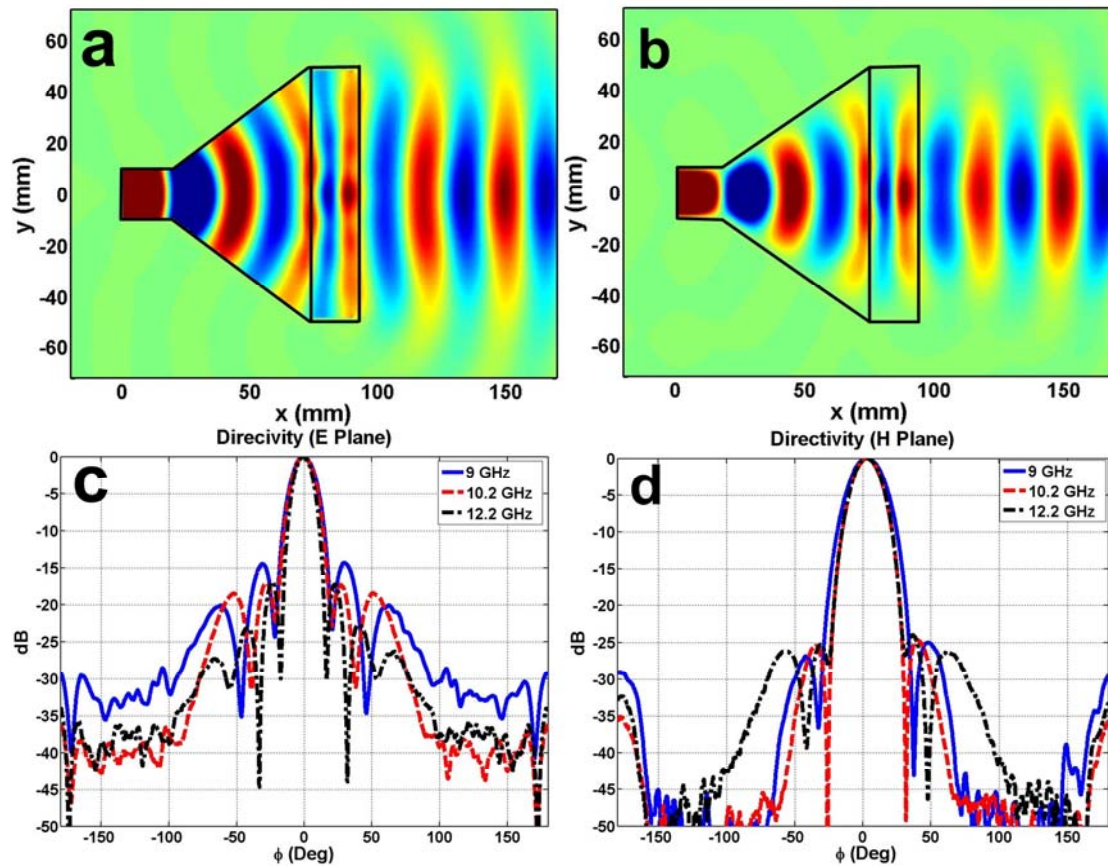 a
60
40
20
0
-20
-40
-60
y (mm)
0 50 100 150
x (mm)
b
60
40
20
0
-20
-40
-60
y (mm)
0 50 100 150
x (mm)
Direcivity (E Plane)
c
9 GHz
10.2 GHz
12.2 GHz
0
-5
-10
-15
-20
-25
-30
-35
-40
-45
-50
dB
-150 -100 -50 0 50 100 150
ϕ (Deg)
Directivity (H Plane)
d
9 GHz
10.2 GHz
12.2 GHz
0
-5
-10
-15
-20
-25
-30
-35
-40
-45
-50
dB
-150 -100 -50 0 50 100 150
ϕ (Deg)